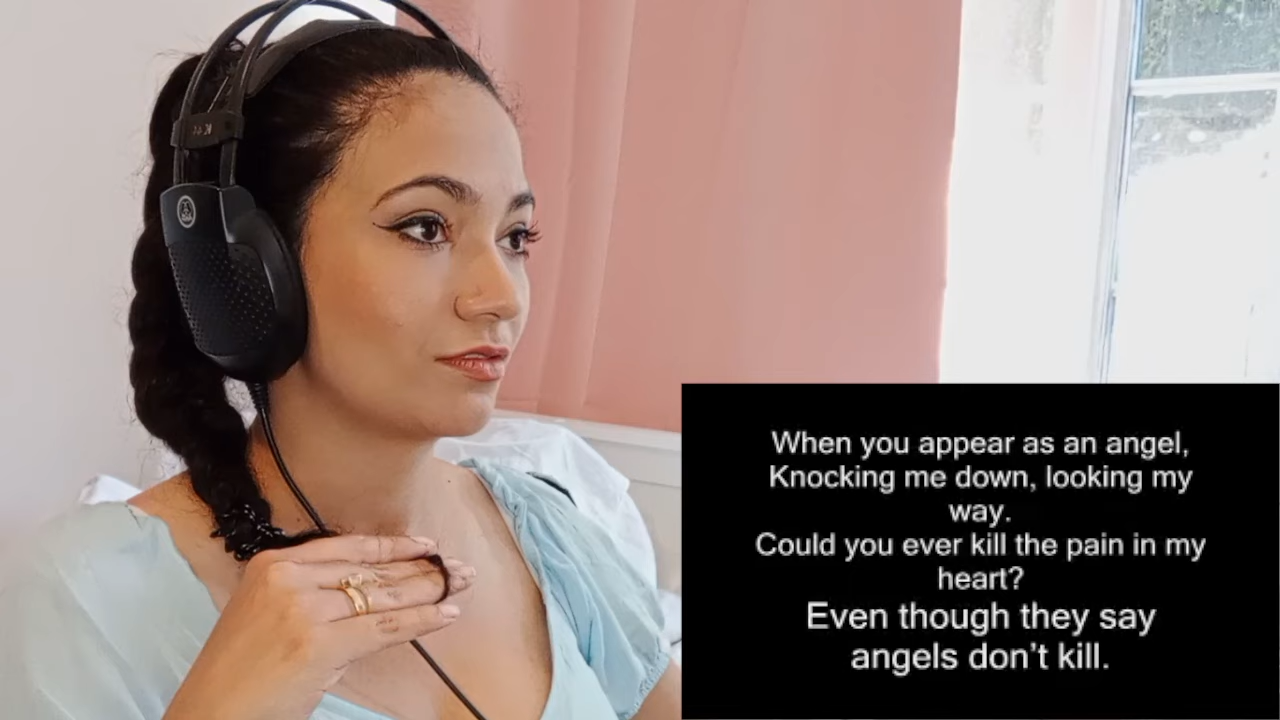 When you appear as an angel,
Knocking me down, looking my
way.
Could you ever kill the pain in my
heart?
Even though they say
angels don't kill.